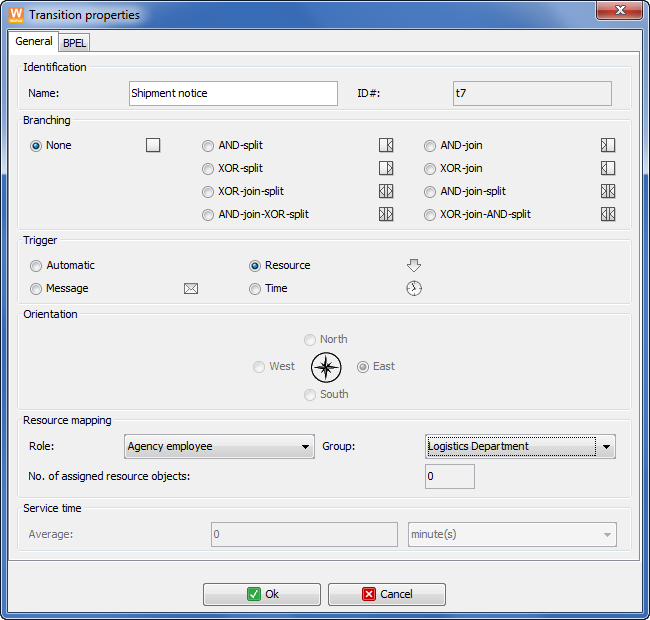 Transition properties
General BPEL
Identification
Name: Shipment notice ID#: t7
Branching
None AND-split AND-join
XOR-split XOR-join
XOR-join-split AND-join-split
AND-join-XOR-split XOR-join-AND-split
Trigger
Automatic Resource
Message Time
Orientation
North
West East
South
Resource mapping
Role: Agency employee Group: Logistics Department
No. of assigned resource objects: 0
Service time
Average: 0 minute(s)
Ok Cancel